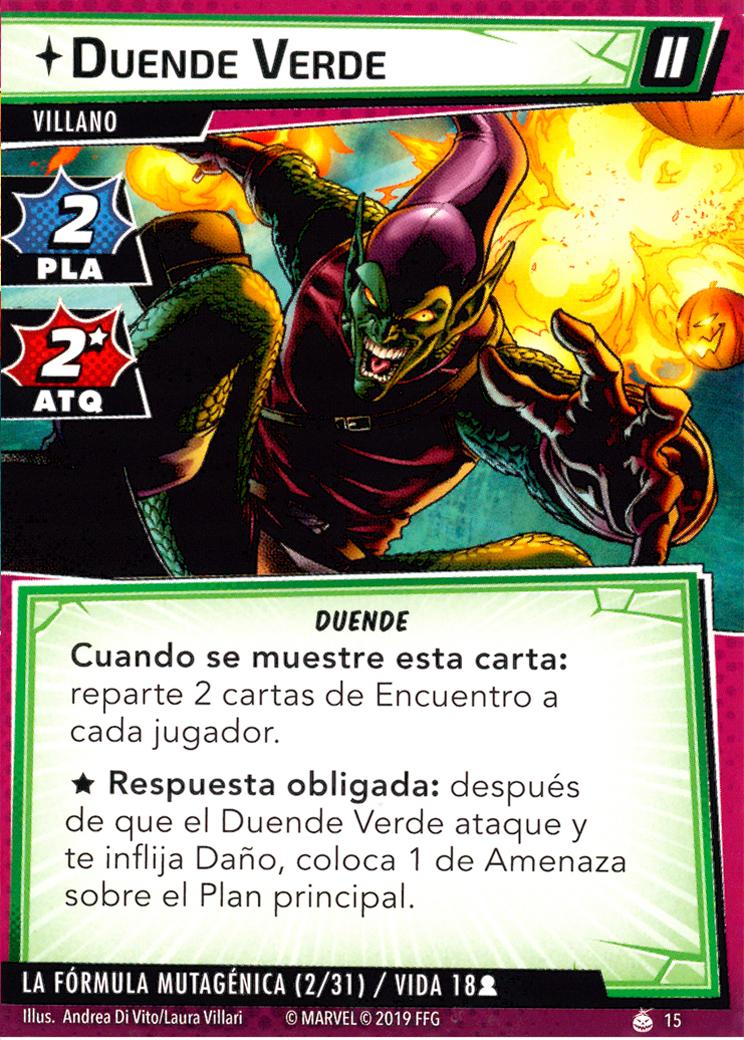 DUENDE VERDE
II
VILLANO
2
PLA
2
ATQ
DUENDE
Cuando se muestre esta carta:
reparte 2 cartas de Encuentro a
cada jugador.
★ Respuesta obligada: después
de que el Duende Verde ataque y
te inflija Daño, coloca 1 de Amenaza
sobre el Plan principal.
LA FÓRMULA MUTAGÉNICA (2/31) / VIDA 18
Illus. Andrea Di Vito/Laura Villari © MARVEL © 2019 FFG 15